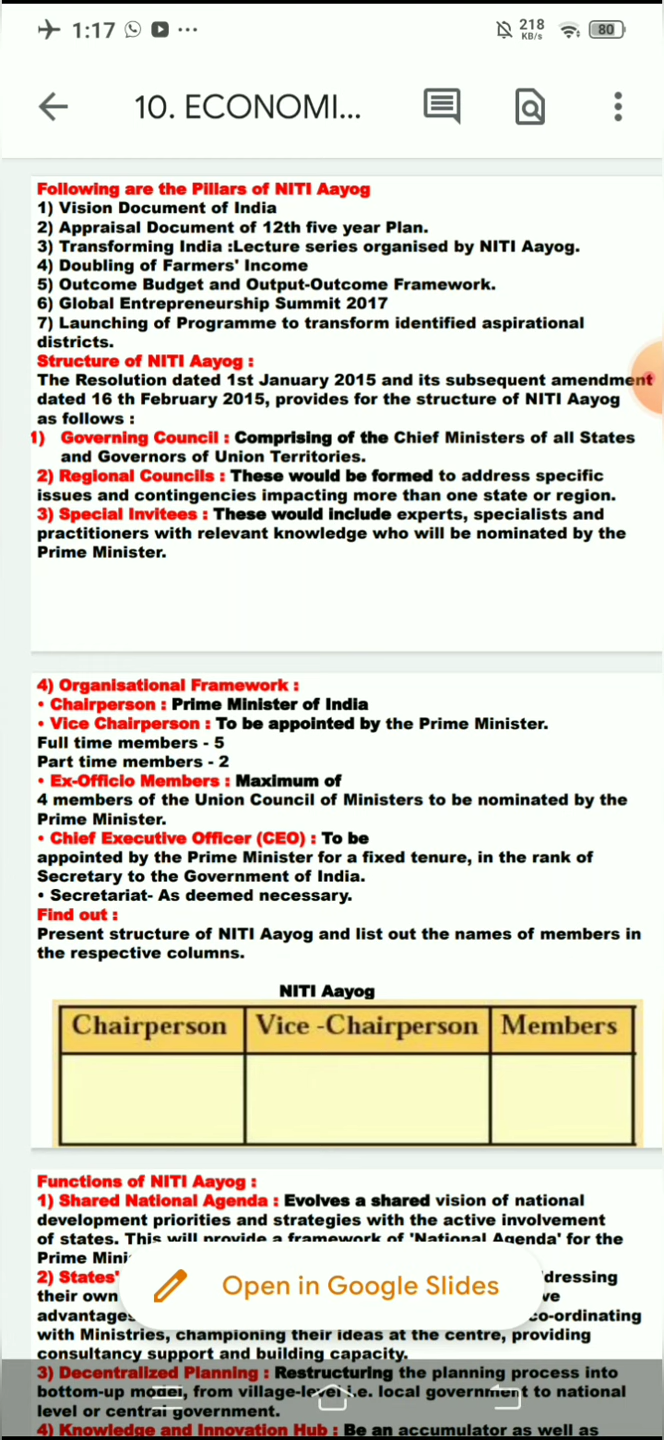 1:17
218
KB/s
80
10. ECONOMI...
Following are the Pillars of NITI Aayog
1) Vision Document of India
2) Appraisal Document of 12th five year Plan.
3) Transforming India :Lecture series organised by NITI Aayog.
4) Doubling of Farmers' Income
5) Outcome Budget and Output-Outcome Framework.
6) Global Entrepreneurship Summit 2017
7) Launching of Programme to transform identified aspirational
districts.
Structure of NITI Aayog :
The Resolution dated 1st January 2015 and its subsequent amendment
dated 16 th February 2015, provides for the structure of NITI Aayog
as follows :
1) Governing Council : Comprising of the Chief Ministers of all States
and Governors of Union Territories.
2) Regional Councils : These would be formed to address specific
issues and contingencies impacting more than one state or region.
3) Special Invitees : These would include experts, specialists and
practitioners with relevant knowledge who will be nominated by the
Prime Minister.
4) Organisational Framework :
• Chairperson : Prime Minister of India
• Vice Chairperson : To be appointed by the Prime Minister.
Full time members - 5
Part time members - 2
• Ex-Officio Members : Maximum of
4 members of the Union Council of Ministers to be nominated by the
Prime Minister.
• Chief Executive Officer (CEO) : To be
appointed by the Prime Minister for a fixed tenure, in the rank of
Secretary to the Government of India.
• Secretariat- As deemed necessary.
Find out :
Present structure of NITI Aayog and list out the names of members in
the respective columns.
NITI Aayog
Chairperson Vice -Chairperson Members
Functions of NITI Aayog :
1) Shared National Agenda : Evolves a shared vision of national
development priorities and strategies with the active involvement
of states. This will provide a framework of 'National Agenda' for the
Prime
2) States'
their own
Open in Google Slides
co-ordinating
with Ministries, championing their ideas at the centre, providing
consultancy support and building capacity.
3) Decentralized Planning : Restructuring the planning process into
bottom-up model, from village-level i.e. local government to national
level or central government.
4) Knowledge and Innovation Hub : Be an accumulator as well as